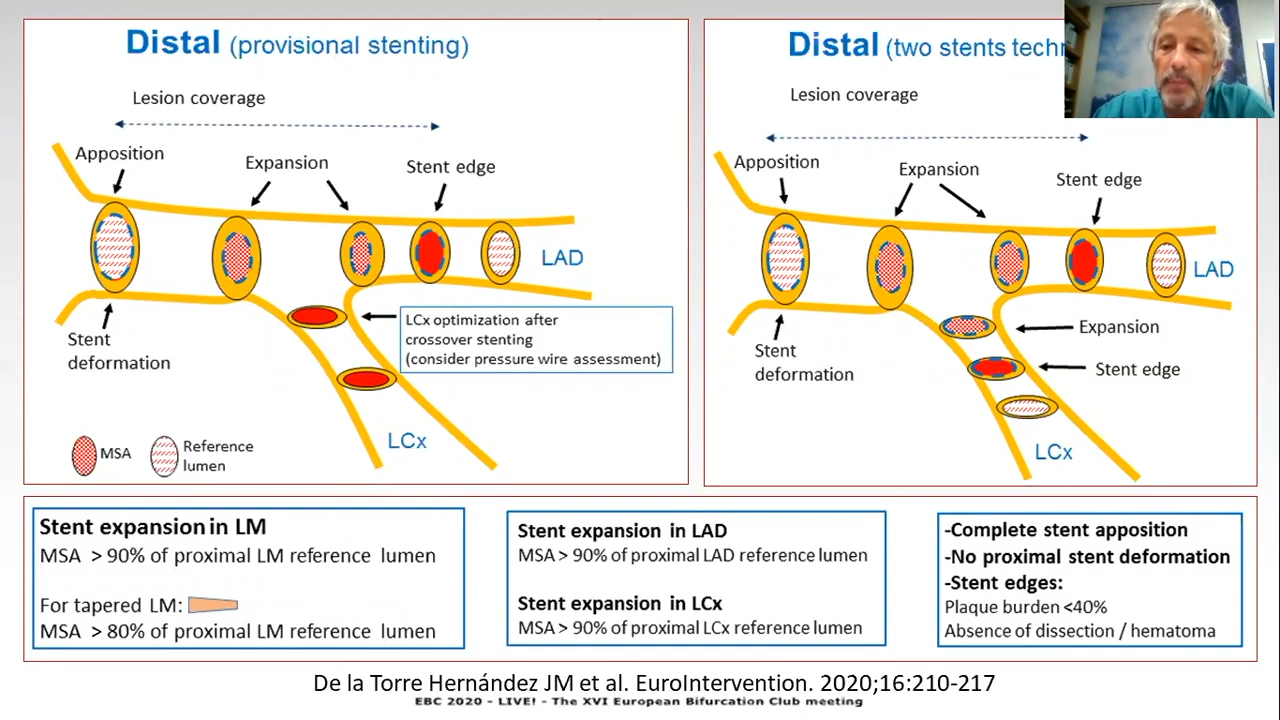 Distal (provisional stenting)
Lesion coverage
Apposition
Expansion
Stent edge
LAD
Stent
deformation
LCx optimization after
crossover stenting
(consider pressure wire assessment)
LCx
MSA
Reference
lumen
Distal (two stents
Lesion coverage
Apposition
Expansion
Stent edge
LAD
Expansion
Stent
deformation
Stent edge
LCx
Stent expansion in LM
MSA > 90% of proximal LM reference lumen
For tapered LM:
MSA > 80% of proximal LM reference lumen
Stent expansion in LAD
MSA > 90% of proximal LAD reference lumen
Stent expansion in LCx
MSA > 90% of proximal LCx reference lumen
-Complete stent apposition
-No proximal stent deformation
-Stent edges:
Plaque burden <40%
Absence of dissection / hematoma
De la Torre Hernández JM et al. EuroIntervention. 2020;16:210-217
EBC 2020 - LIVE! - The XVI European Bifurcation Club meeting